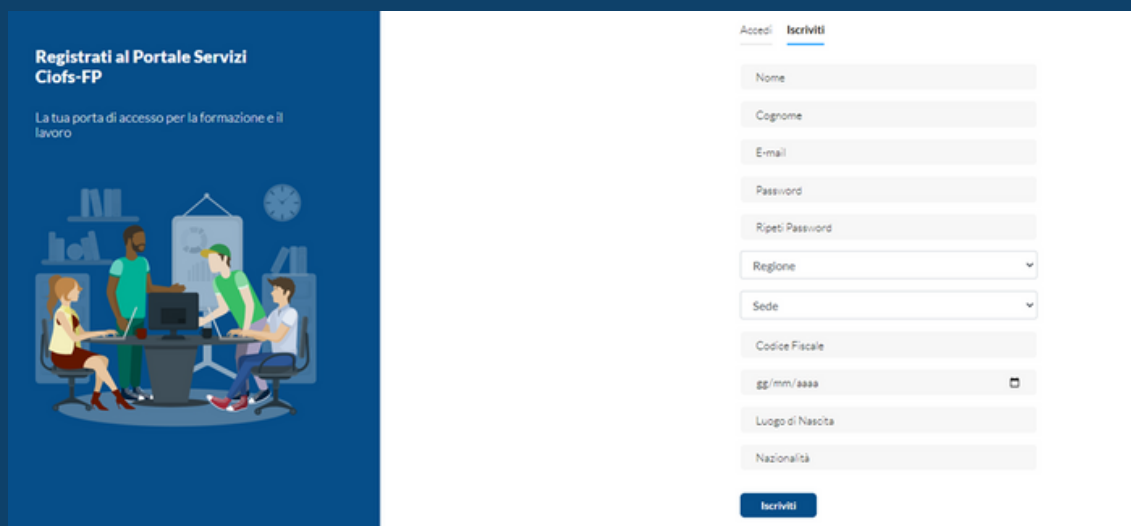 Registrati al Portale Servizi
Ciofs-FP
La tua porta di accesso per la formazione e il
lavoro
Accedi Iscriviti
Nome
Cognome
E-mail
Password
Ripeti Password
Regione
Sede
Codice Fiscale
gg/mm/aaaa
Luogo di Nascita
Nazionalità
Iscriviti